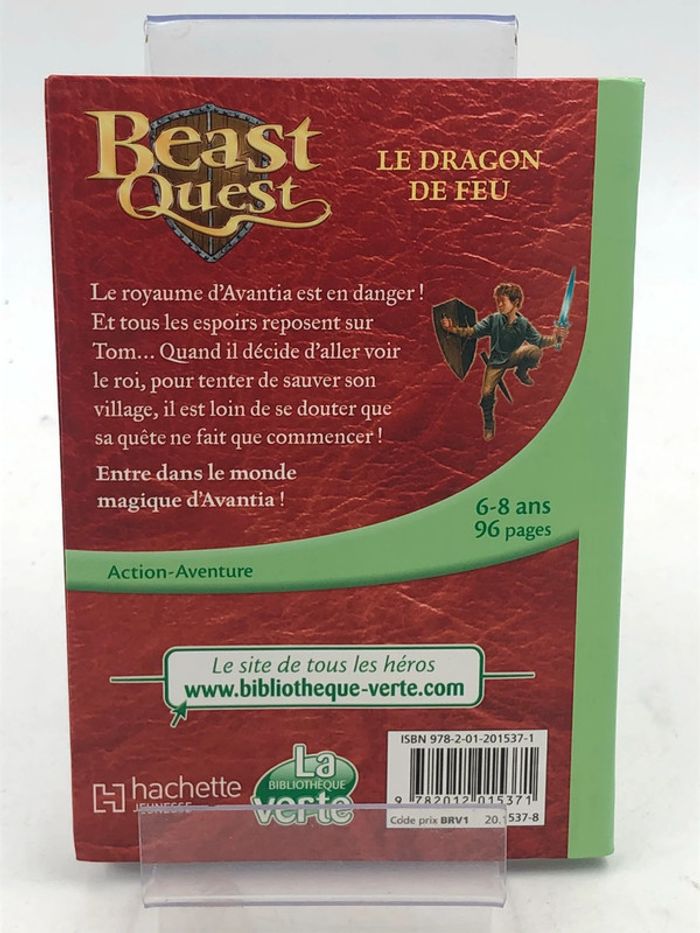 Beast
Quest
LE DRAGON
DE FEU
Le royaume d'Avantia est en danger !
Et tous les espoirs reposent sur
Tom... Quand il décide d'aller voir
le roi, pour tenter de sauver son
village, il est loin de se douter que
sa quête ne fait que commencer !
Entre dans le monde
magique d'Avantia !
6-8 ans
96 pages
Action-Aventure
Le site de tous les héros
www.bibliotheque-verte.com
ISBN 978-2-01-201537-1
9 782012 015371
Code prix BRV1 20.1537-8
hachette
JEUNESSE
La
BIBLIOTHÈQUE
verte